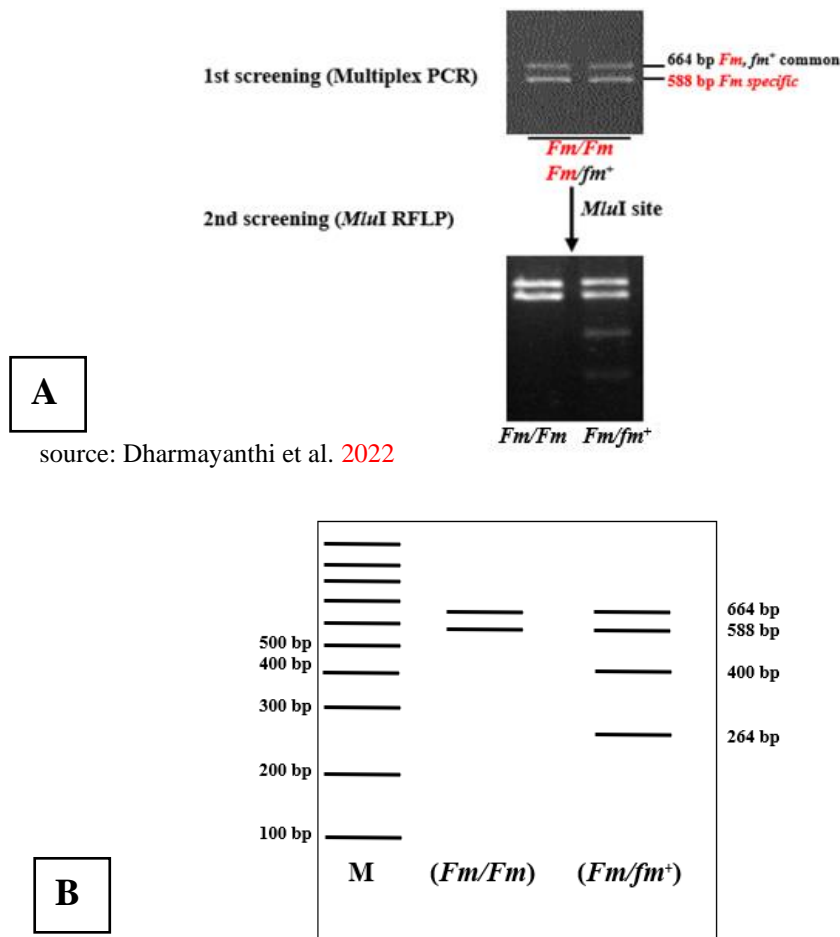 1st screening (Multiplex PCR)
664 bp Fm, fm⁺ common
588 bp Fm specific
Fm/Fm
Fm/fm⁺
MluI site
2nd screening (MluI RFLP)
A
Fm/Fm Fm/fm⁺
source: Dharmayanthi et al. 2022
664 bp
588 bp
500 bp
400 bp
400 bp
300 bp
264 bp
200 bp
100 bp
M (Fm/Fm) (Fm/fm⁺)
B